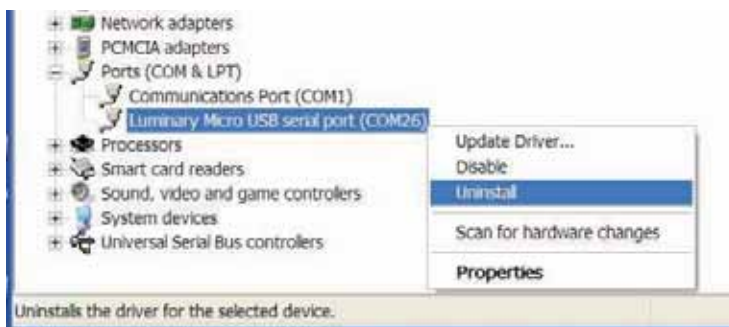 Network adapters
PCMCIA adapters
Ports (COM & LPT)
Communications Port (COM1)
Luminary Micro USB serial port (COM26)
Processors
Smart card readers
Sound, video and game controllers
System devices
Universal Serial Bus controllers
Update Driver...
Disable
Uninstall
Scan for hardware changes
Properties
Uninstalls the driver for the selected device.